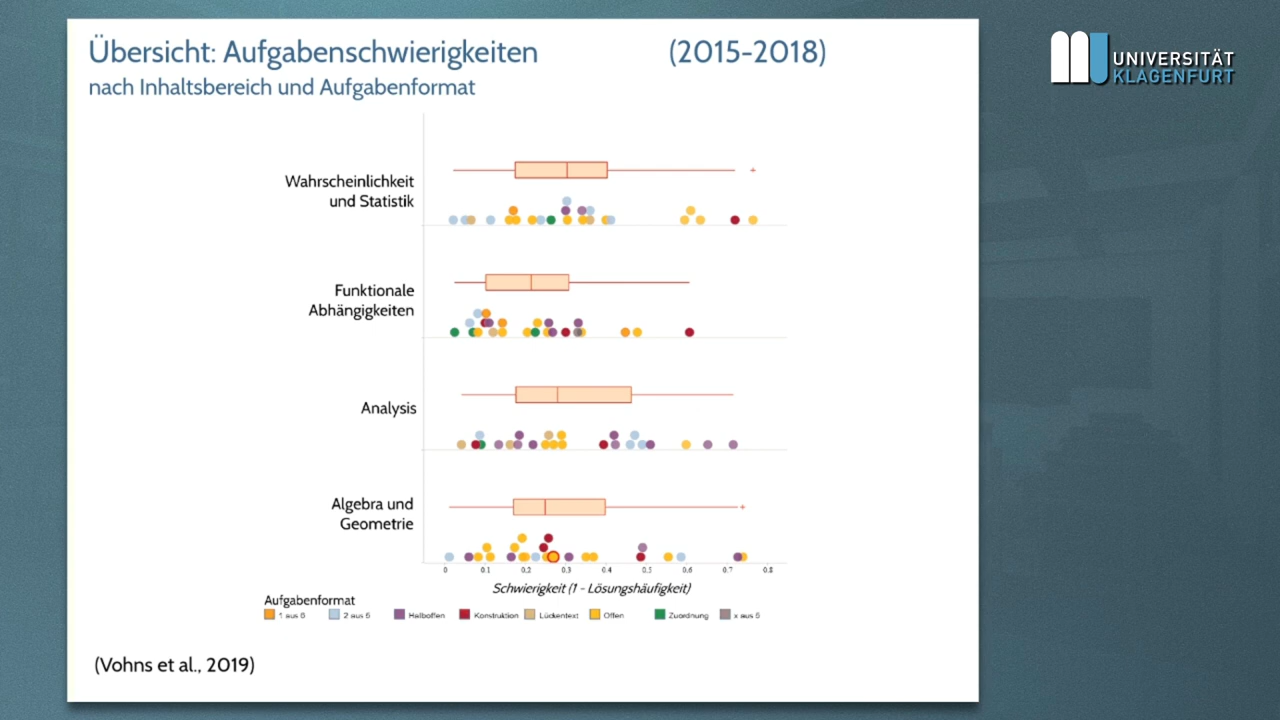 Übersicht: Aufgabenschwierigkeiten (2015-2018)
nach Inhaltsbereich und Aufgabenformat
UNIVERSITÄT
KLAGENFURT
Wahrscheinlichkeit
und Statistik
Funktionale
Abhängigkeiten
Analysis
Algebra und
Geometrie
0 0.1 0.2 0.3 0.4 0.5 0.6 0.7 0.8
Schwierigkeit (1 - Lösungshäufigkeit)
Aufgabenformat
1 aus 6 2 aus 5 Halboffen Konstruktion Lückentext Offen Zuordnung x aus 5
(Vohns et al., 2019)